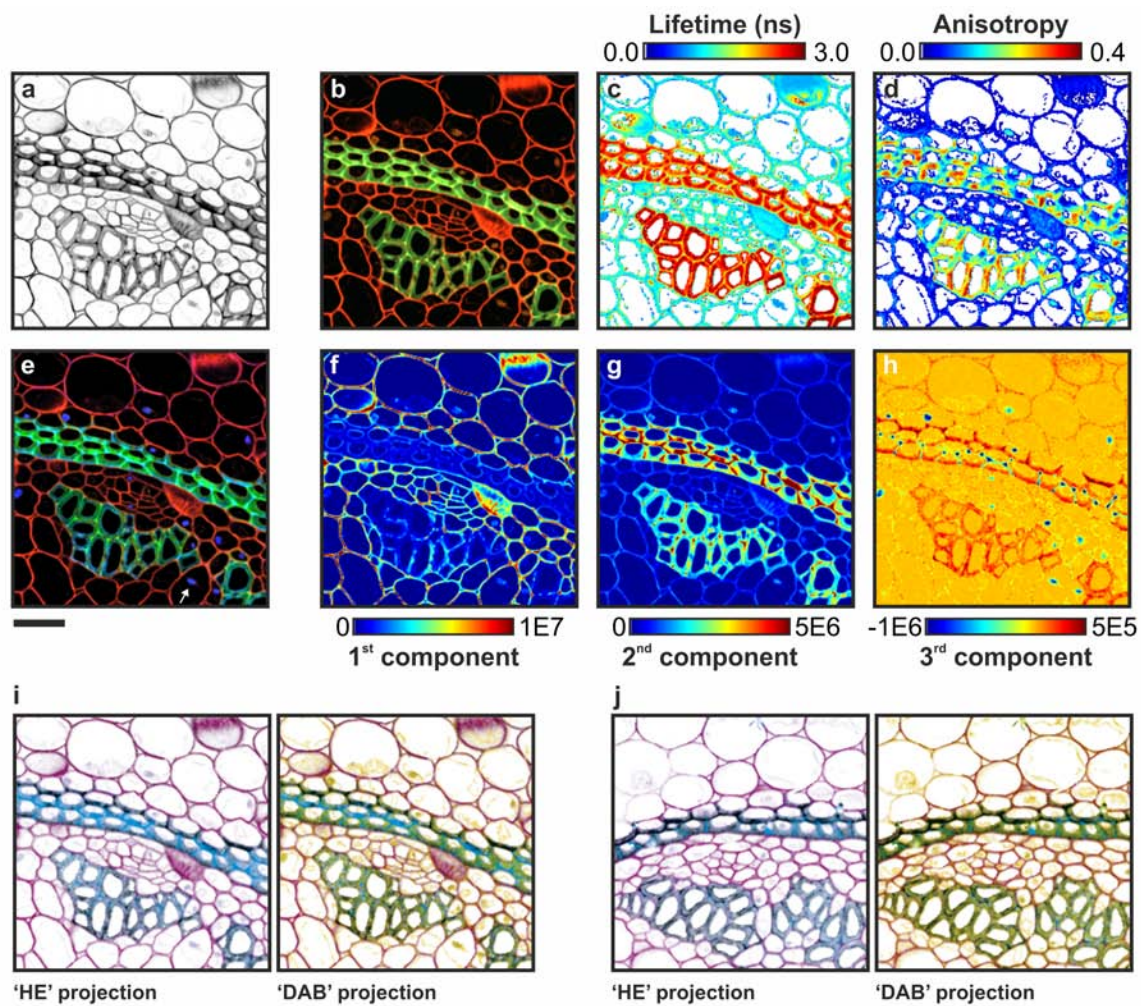 Lifetime (ns)
Anisotropy
0.0 3.0
0.0 0.4
a
b
c
d
e
f
g
h
0 1E7
0 5E6
-1E6 5E5
1st component
2nd component
3rd component
i
j
'HE' projection
'DAB' projection
'HE' projection
'DAB' projection